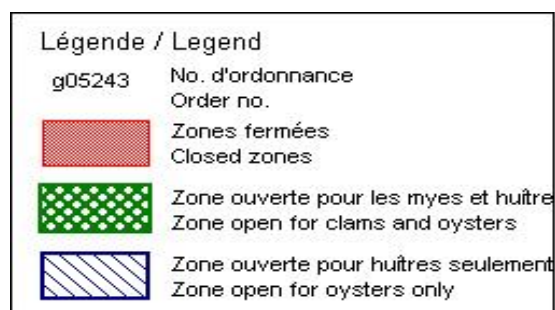 Légende / Legend
g05243 No. d'ordonnance
Order no.
Zones fermées
Closed zones
Zone ouverte pour les myes et huître
Zone open for clams and oysters
Zone ouverte pour huîtres seulement
Zone open for oysters only